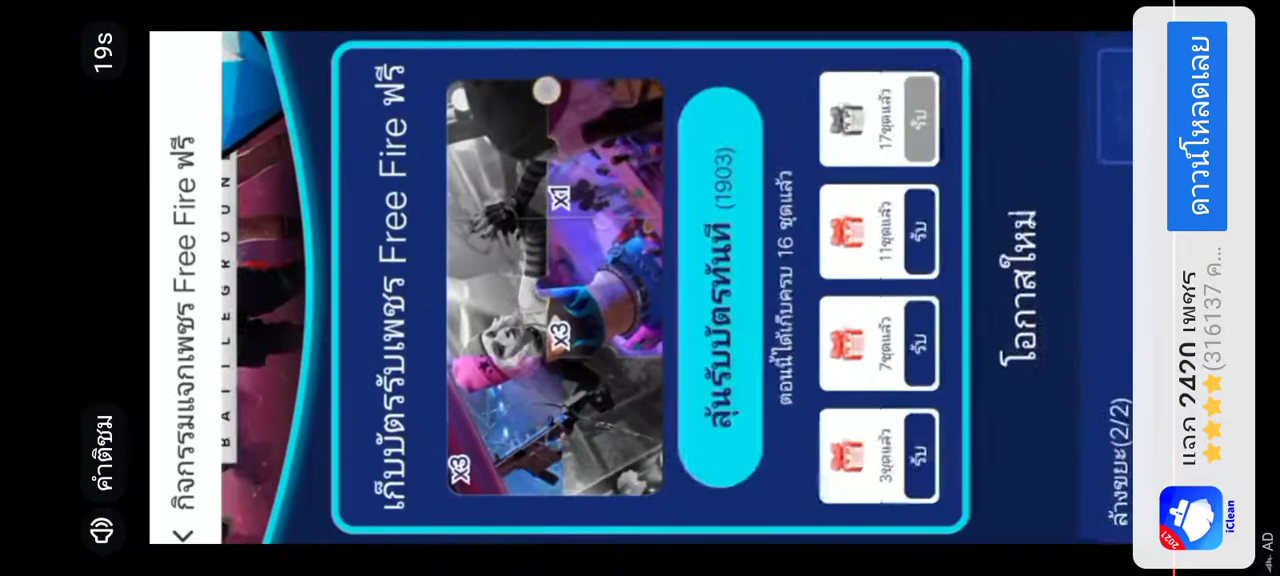 19s
คำติชม
กิจกรรมแจกเพชร Free Fire ฟรี
BATTLEGROUN
เก็บบัตรรับเพชร Free Fire ฟรี
x3
x3
x1
ลุ้นรับบัตรทันที (1903)
ตอนนี้ได้เก็บครบ 16 ชุดแล้ว
3ชุดแล้ว
รับ
7ชุดแล้ว
รับ
11ชุดแล้ว
รับ
17ชุดแล้ว
รับ
โอกาสใหม่
ล้างขยะ(2/2)
2021
iClean
แจก 2420 เพชร
(316137 ค...
ดาวน์โหลดเลย
AD